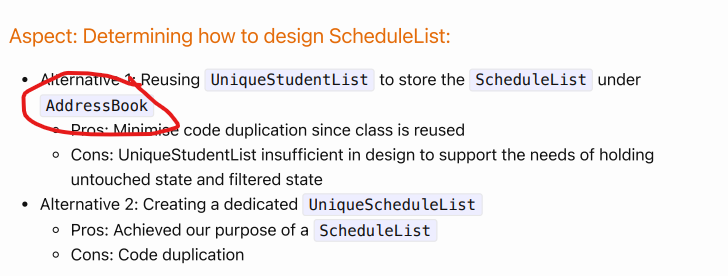 Aspect: Determining how to design ScheduleList:
• Alternative 1: Reusing UniqueStudentList to store the ScheduleList under
AddressBook
◦ Pros: Minimise code duplication since class is reused
◦ Cons: UniqueStudentList insufficient in design to support the needs of holding
untouched state and filtered state
• Alternative 2: Creating a dedicated UniqueScheduleList
◦ Pros: Achieved our purpose of a ScheduleList
◦ Cons: Code duplication